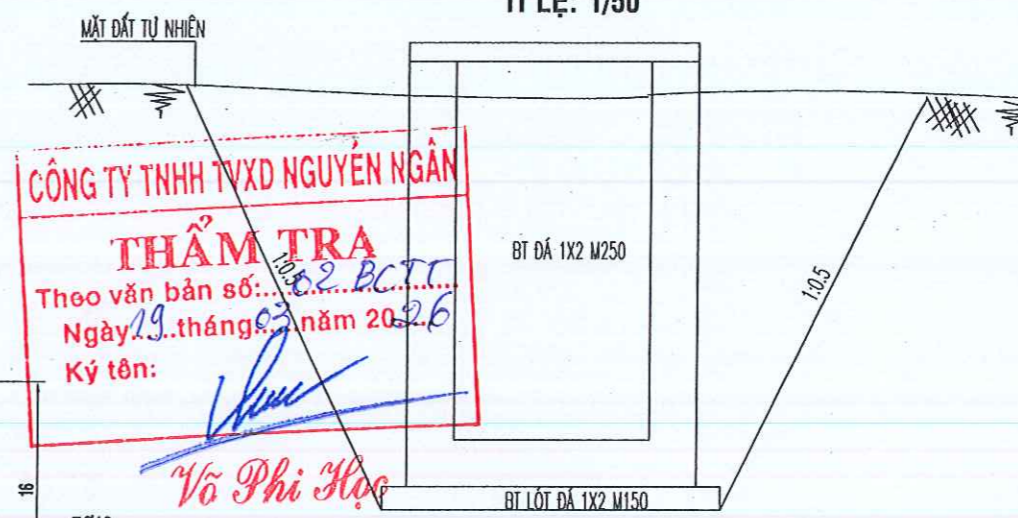 TỈ LỆ: 1/50
MẶT ĐẤT TỰ NHIÊN
CÔNG TY TNHH TVXD NGUYÊN NGÂN
THẨM TRA
Theo văn bản số: 02 BCTT
Ngày 19 tháng 03 năm 2026
Ký tên:
Võ Phi Học
1:0.5
BT ĐÁ 1X2 M250
1:0.5
BT LÓT ĐÁ 1X2 M150
16